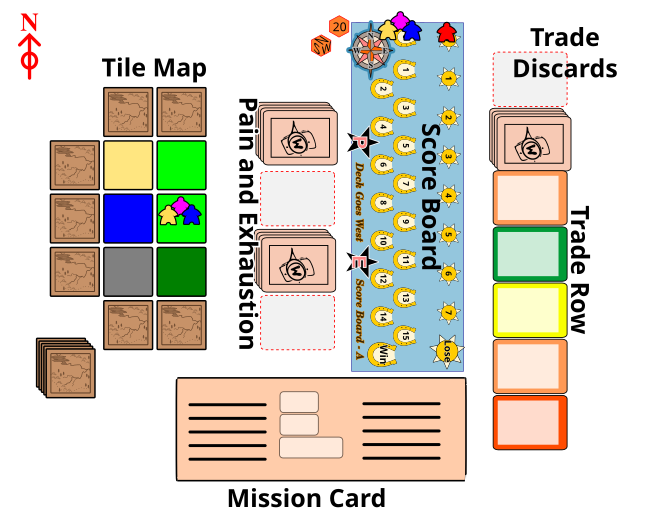 N
Tile Map
Pain and Exhaustion
20
NW
W
E
N
1
2
3
4
5
6
7
8
9
10
11
12
13
14
15
Win
P
Deck Goes West
E
Score Board - A
Score Board
1
2
3
4
5
6
7
Lose
Trade
Discards
Trade Row
Mission Card